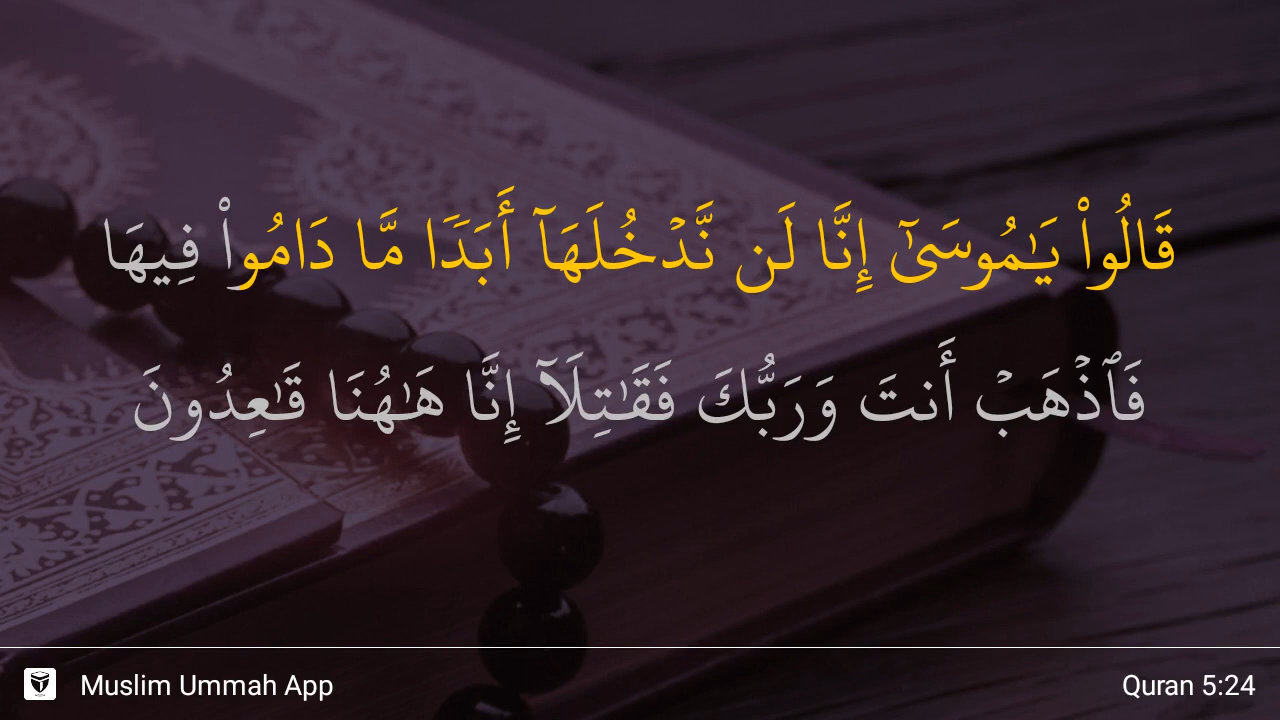 قَالُوا۟ يَـٰمُوسَىٰٓ إِنَّا لَن نَّدْخُلَهَآ أَبَدًۭا مَّا دَامُوا۟ فِيهَا
فَٱذْهَبْ أَنتَ وَرَبُّكَ فَقَـٰتِلَآ إِنَّا هَـٰهُنَا قَـٰعِدُونَ
Muslim Ummah App
Quran 5:24